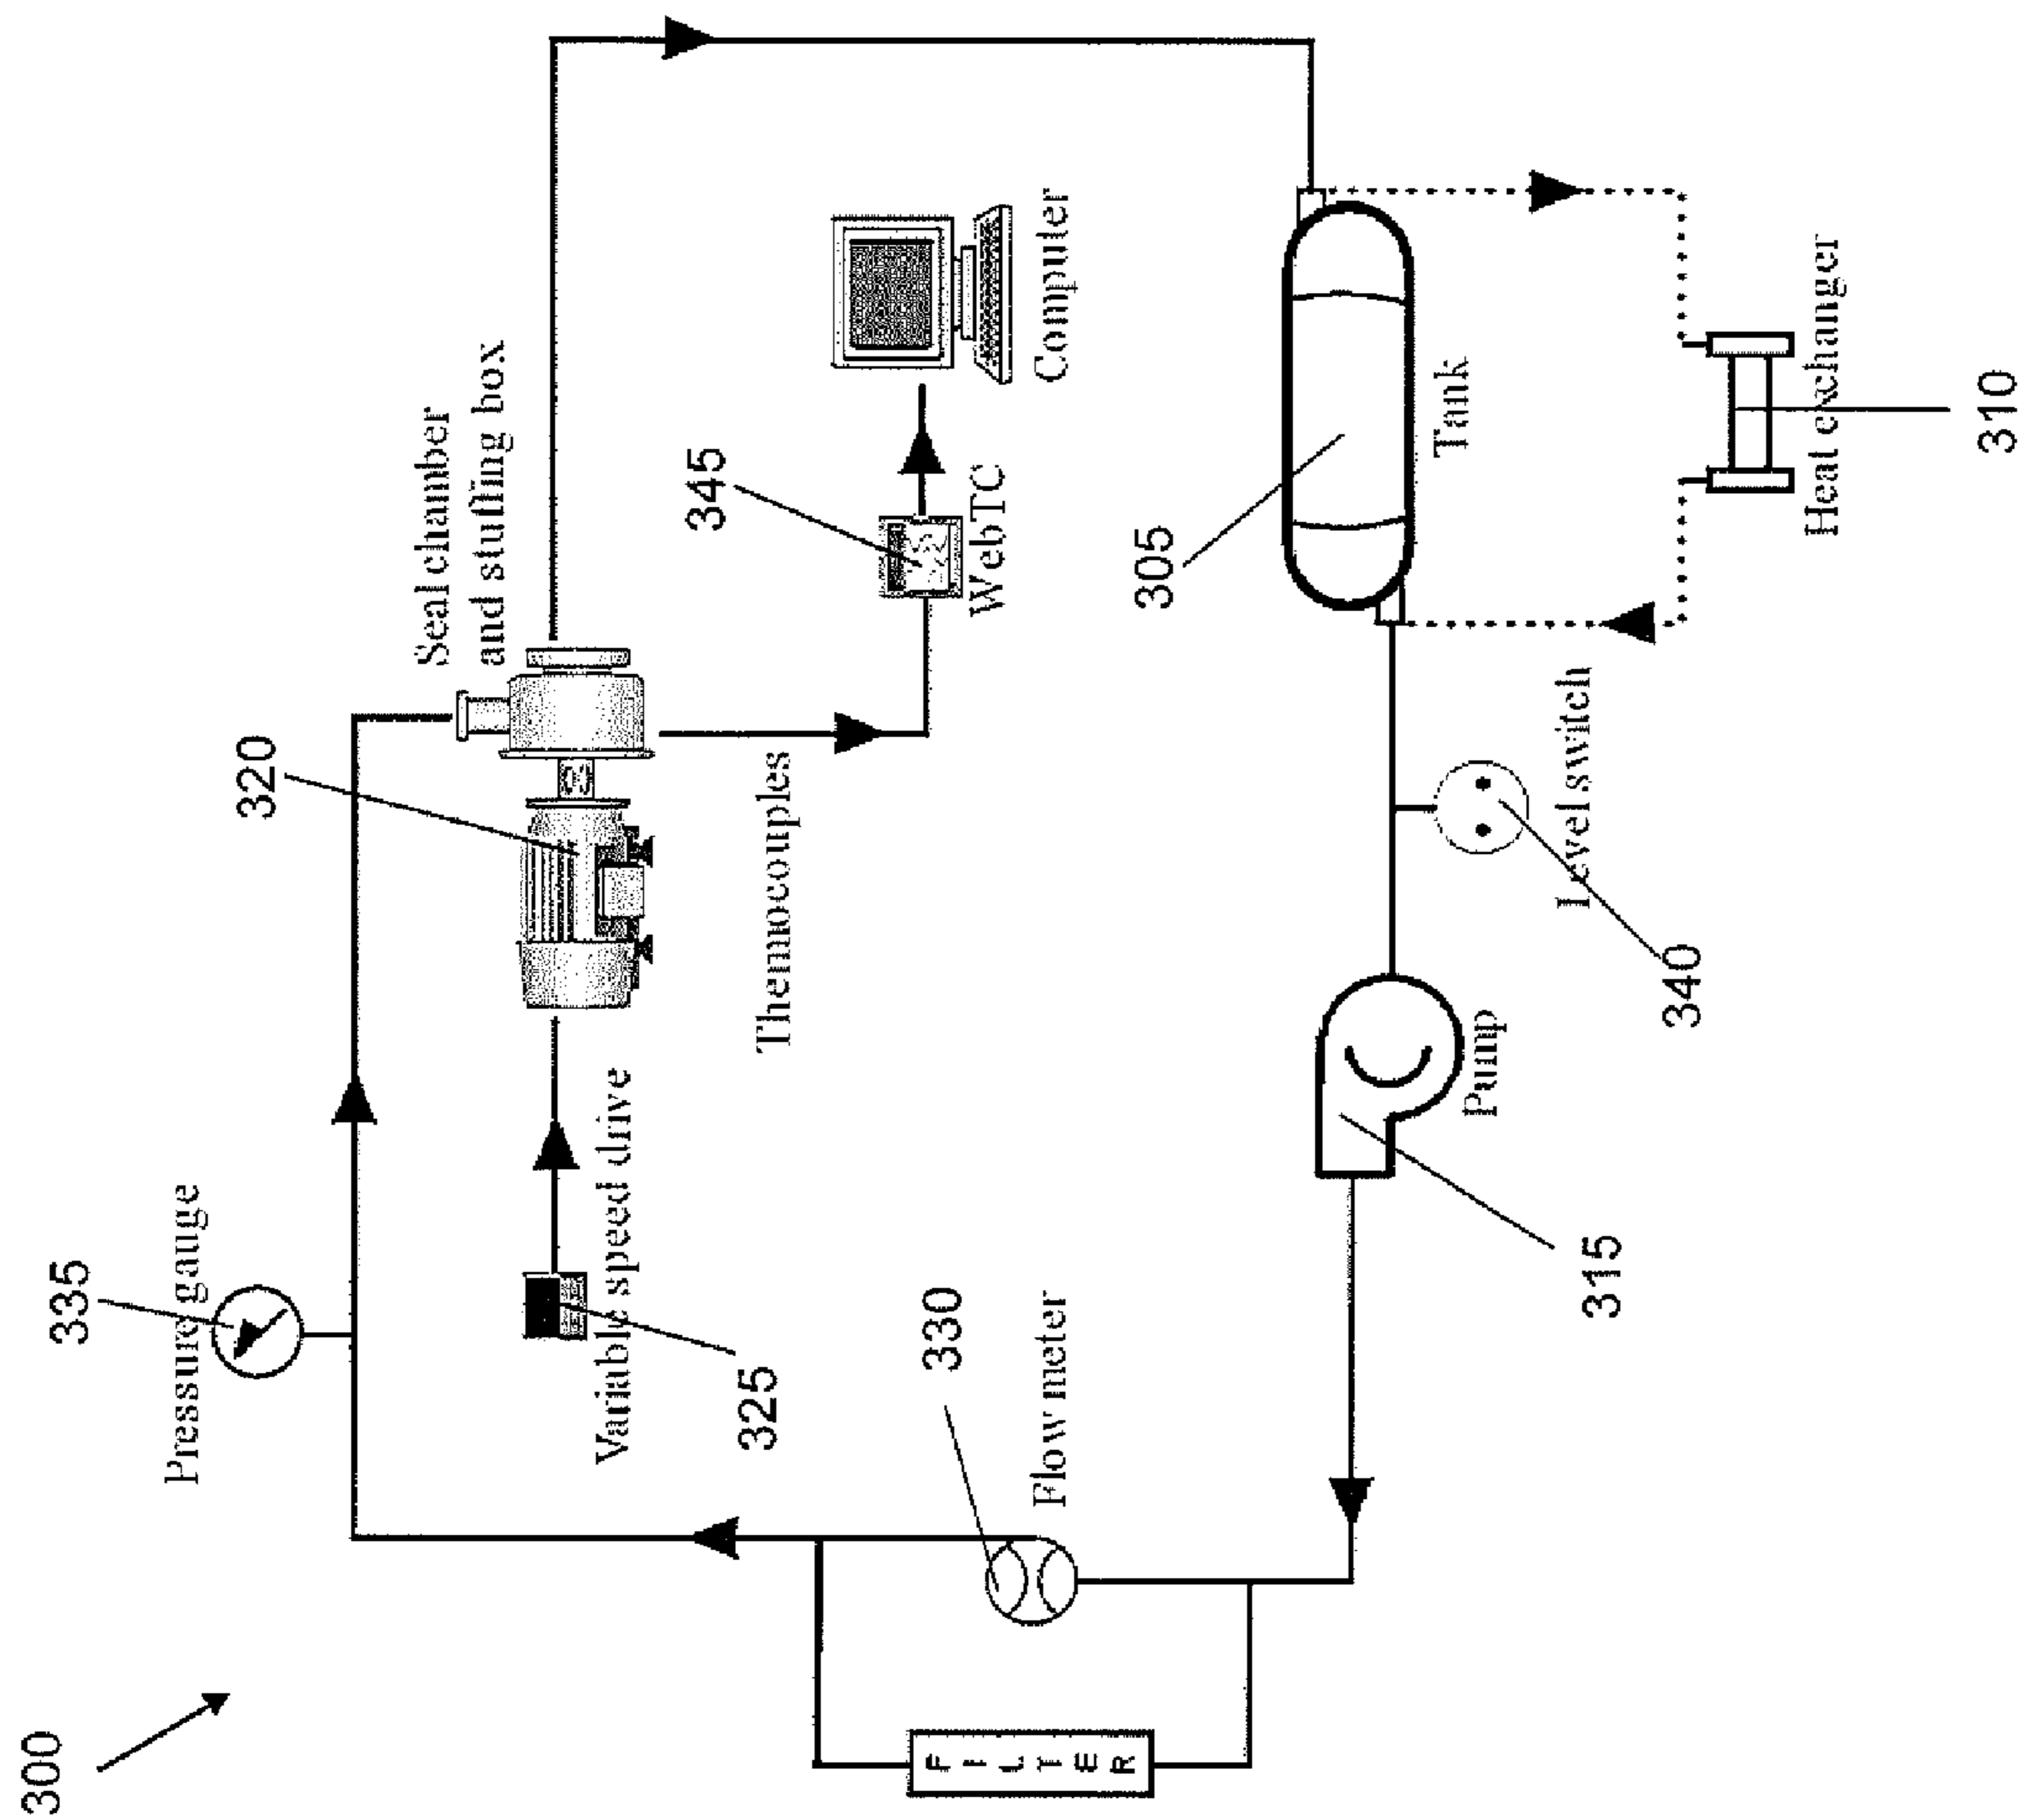 300
335
Pressure gauge
320
Seal chamber
and stuffing box
Variable speed drive
345
325
Thermocouples
FILTER
330
WebTC
Flow meter
Computer
305
Tank
Pump
Level switch
315
340
Heat exchanger
310